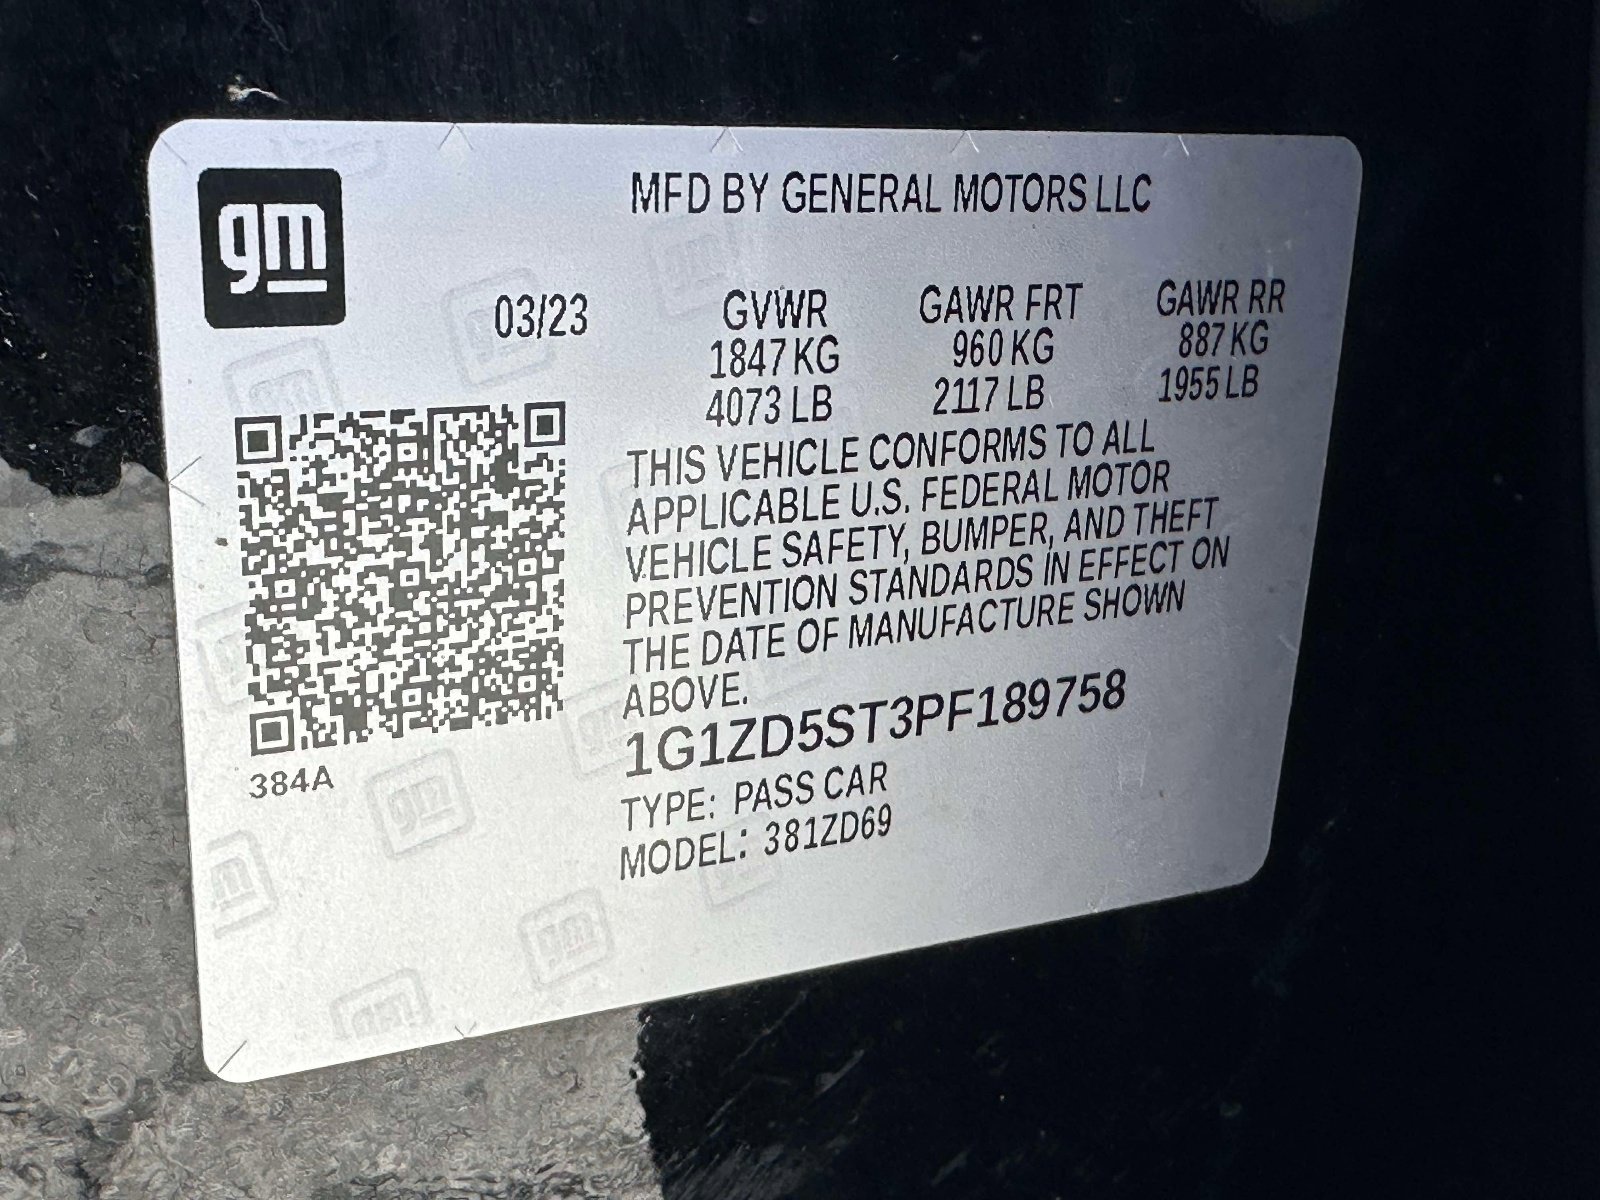 gm
MFD BY GENERAL MOTORS LLC
03/23 GVWR GAWR FRT GAWR RR
1847 KG 960 KG 887 KG
4073 LB 2117 LB 1955 LB
THIS VEHICLE CONFORMS TO ALL
APPLICABLE U.S. FEDERAL MOTOR
VEHICLE SAFETY, BUMPER, AND THEFT
PREVENTION STANDARDS IN EFFECT ON
THE DATE OF MANUFACTURE SHOWN
ABOVE.
1G1ZD5ST3PF189758
384A
TYPE: PASS CAR
MODEL: 381ZD69